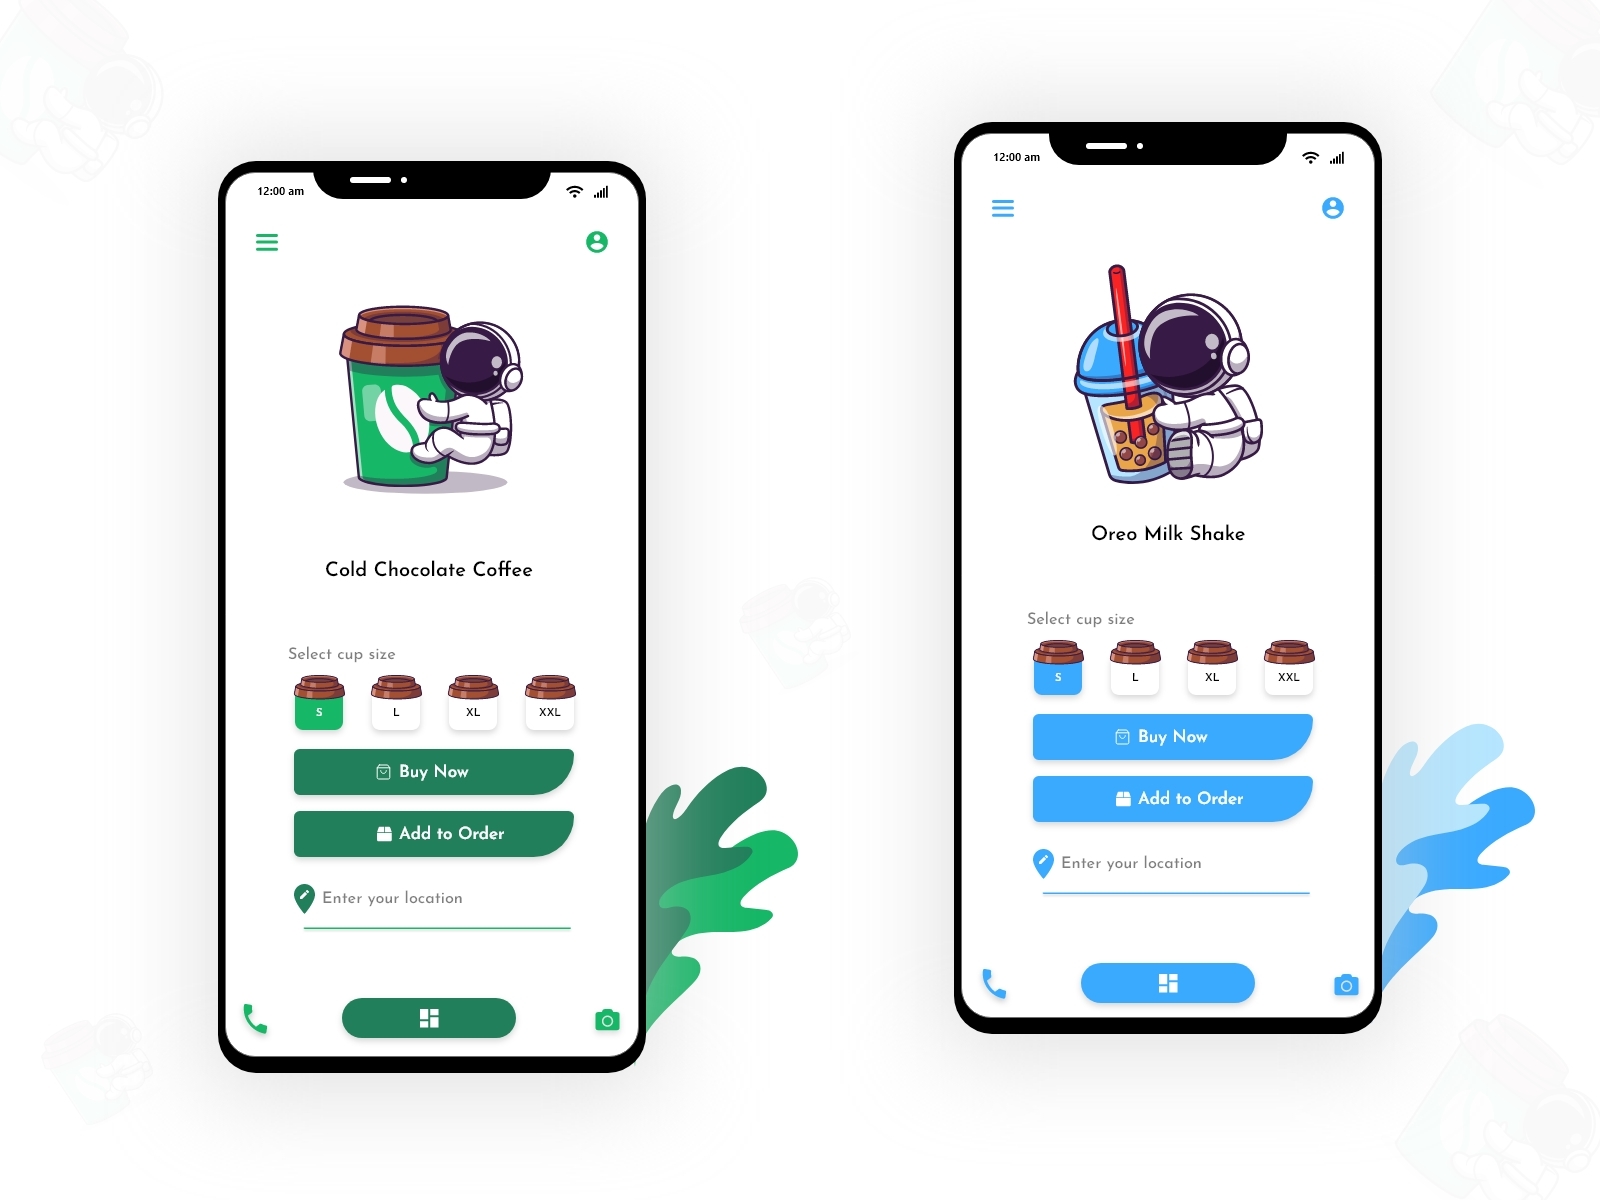 12:00 am
Cold Chocolate Coffee
Select cup size
S L XL XXL
Buy Now
Add to Order
Enter your location
12:00 am
Oreo Milk Shake
Select cup size
S L XL XXL
Buy Now
Add to Order
Enter your location